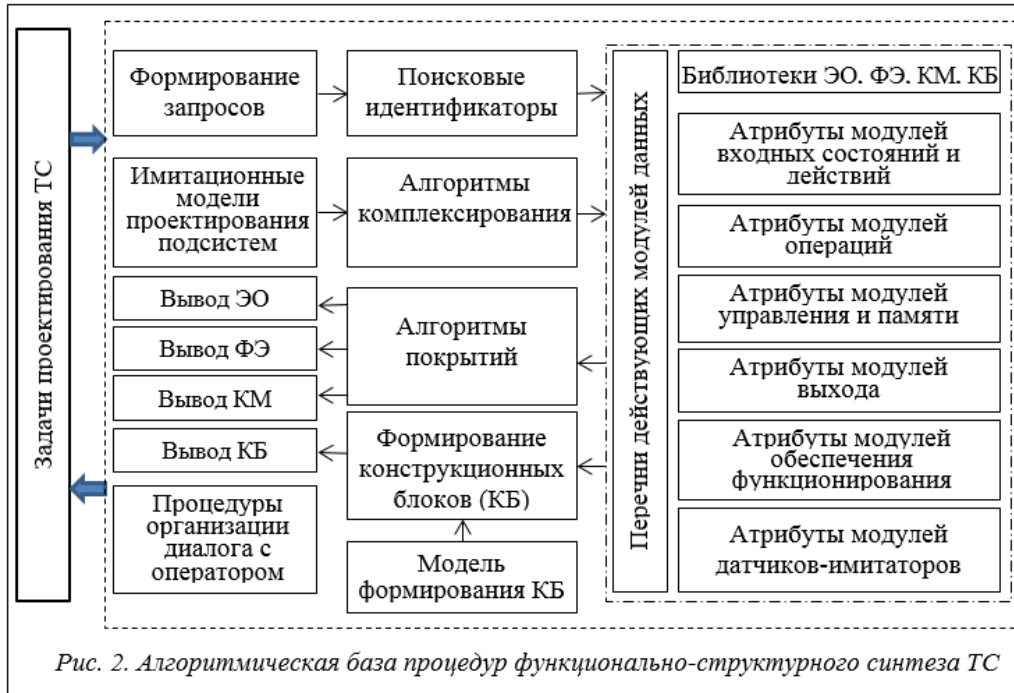 Задачи проектирования ТС
Формирование
запросов
Поисковые
идентификаторы
Имитационные
модели
проектирования
подсистем
Алгоритмы
комплексирования
Вывод ЭО
Вывод ФЭ
Вывод КМ
Алгоритмы
покрытий
Вывод КБ
Формирование
конструкционных
блоков (КБ)
Процедуры
организации
диалога с
оператором
Модель
формирования КБ
Перечни действующих модулей данных
Библиотеки ЭО. ФЭ. КМ. КБ
Атрибуты модулей
входных состояний и
действий
Атрибуты модулей
операций
Атрибуты модулей
управления и памяти
Атрибуты модулей
выхода
Атрибуты модулей
обеспечения
функционирования
Атрибуты модулей
датчиков-имитаторов
Рис. 2. Алгоритмическая база процедур функционально-структурного синтеза ТС